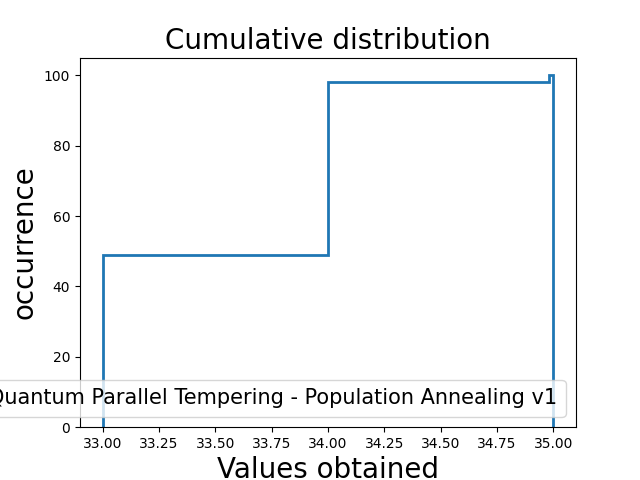 Cumulative distribution
occurrence
100
80
60
40
20
0
Quantum Parallel Tempering - Population Annealing v1
33.00 33.25 33.50 33.75 34.00 34.25 34.50 34.75 35.00
Values obtained